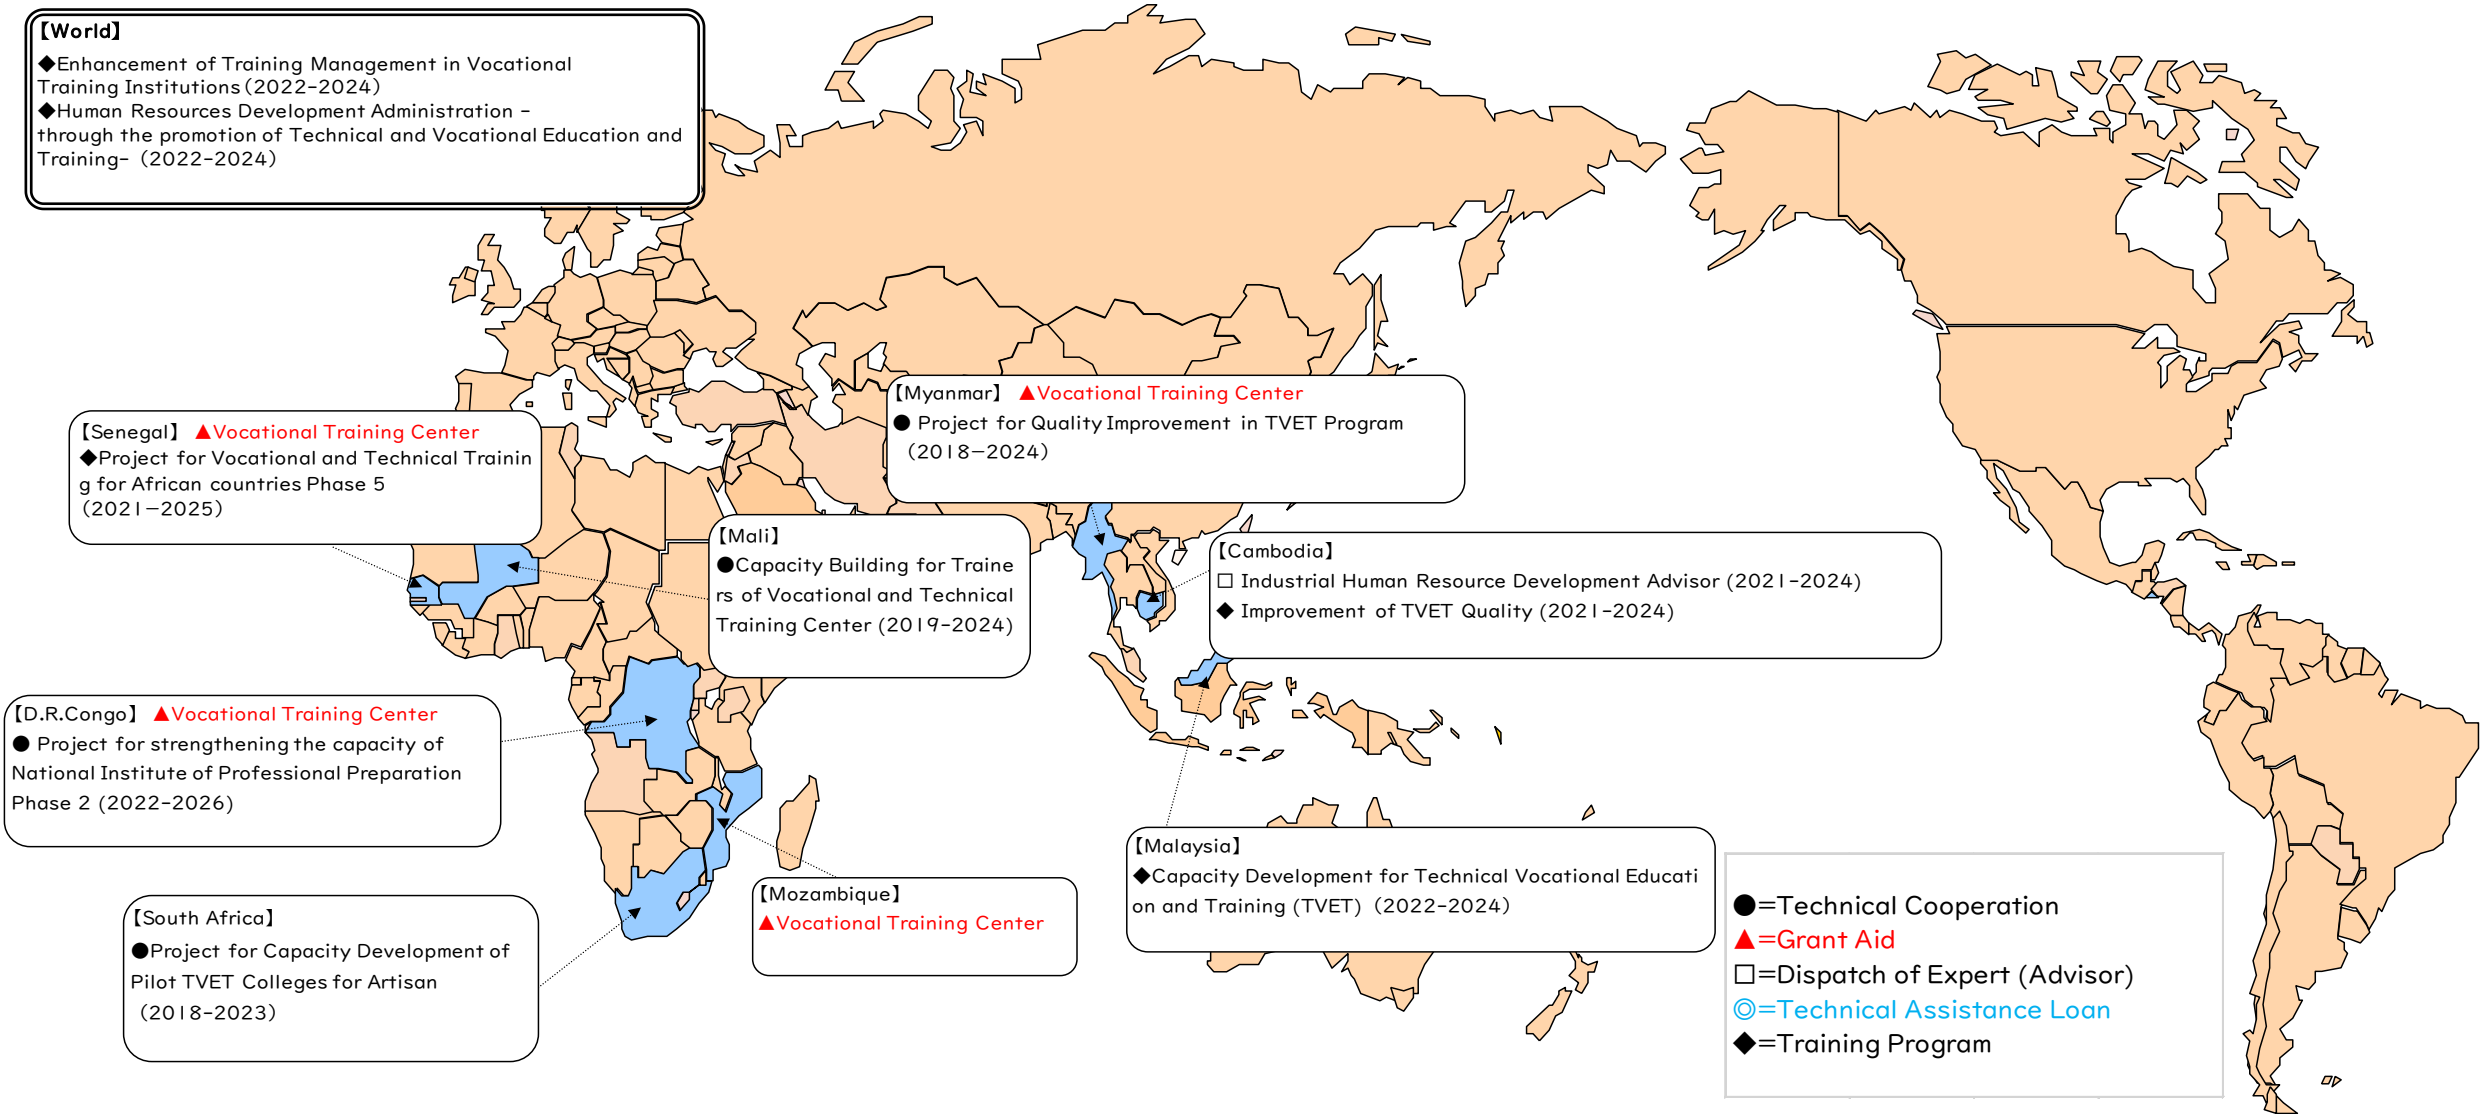 【World】
◆Enhancement of Training Management in Vocational
Training Institutions (2022-2024)
◆Human Resources Development Administration -
through the promotion of Technical and Vocational Education and
Training- (2022-2024)
【Myanmar】 ▲Vocational Training Center
● Project for Quality Improvement in TVET Program
(2018-2024)
【Senegal】 ▲Vocational Training Center
◆Project for Vocational and Technical Trainin
g for African countries Phase 5
(2021-2025)
【Mali】
●Capacity Building for Traine
rs of Vocational and Technical
Training Center (2019-2024)
【Cambodia】
□ Industrial Human Resource Development Advisor (2021-2024)
◆ Improvement of TVET Quality (2021-2024)
【D.R.Congo】 ▲Vocational Training Center
● Project for strengthening the capacity of
National Institute of Professional Preparation
Phase 2 (2022-2026)
【Malaysia】
◆Capacity Development for Technical Vocational Educati
on and Training (TVET) (2022-2024)
【Mozambique】
▲Vocational Training Center
【South Africa】
●Project for Capacity Development of
Pilot TVET Colleges for Artisan
(2018-2023)
●=Technical Cooperation
▲=Grant Aid
□=Dispatch of Expert (Advisor)
◎=Technical Assistance Loan
◆=Training Program